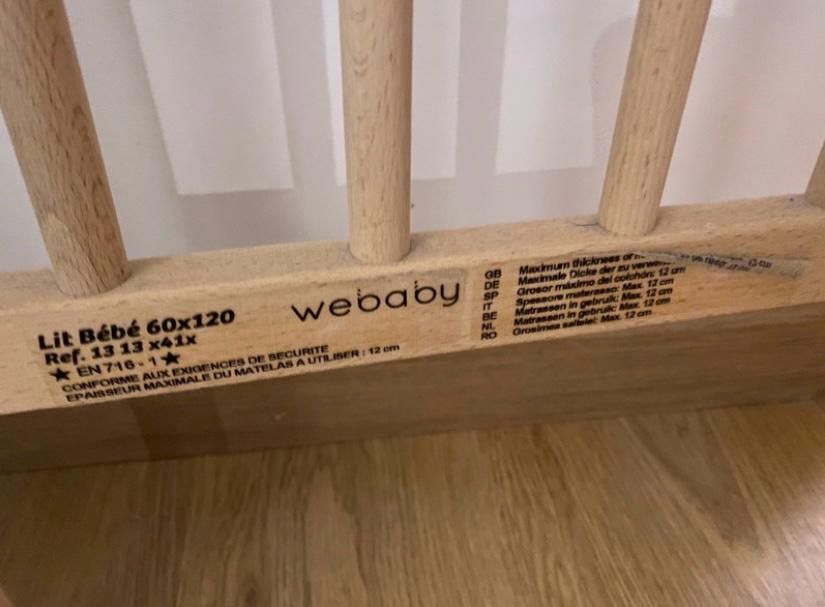 Lit Bébé 60x120
Ref. 13 13 x41x
★ EN 716 - 1 ★
CONFORME AUX EXIGENCES DE SECURITE
EPAISSEUR MAXIMALE DU MATELAS A UTILISER : 12 cm
webaby
GB Maximum thickness of
DE Maximale Dicke der zu
SP Grosor máximo del colchón: 12 cm
IT Spessore materasso: Max. 12 cm
BE Matrassen in gebruik: Max. 12 cm
NL Matrassen in gebruik: Max. 12 cm
RO Grosimea saltelei: Max. 12 cm